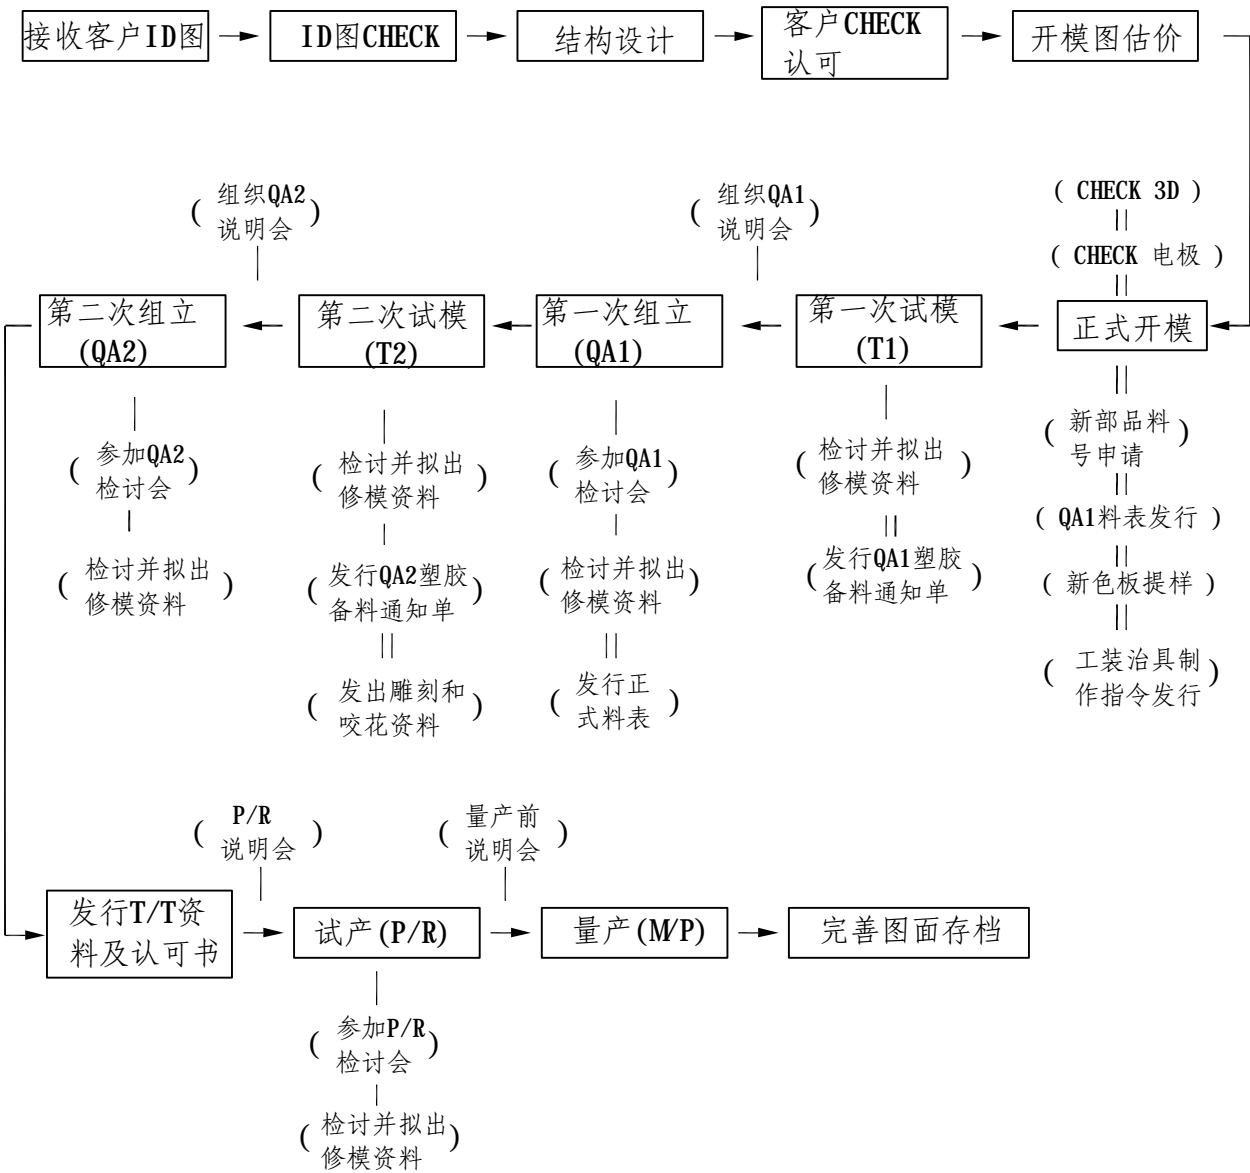 接收客户ID图
ID图CHECK
结构设计
客户CHECK
认可
开模图估价
(组织QA2
说明会)
(组织QA1
说明会)
( CHECK 3D )
( CHECK 电极 )
第二次组立
(QA2)
第二次试模
(T2)
第一次组立
(QA1)
第一次试模
(T1)
正式开模
(参加QA2
检讨会)
(检讨并拟出
修模资料)
(检讨并拟出
修模资料)
(发行QA2塑胶
备料通知单)
(发出雕刻和
咬花资料)
(参加QA1
检讨会)
(检讨并拟出
修模资料)
(发行正
式料表)
(检讨并拟出
修模资料)
(发行QA1塑胶
备料通知单)
(新部品料
号申请)
( QA1料表发行 )
( 新色板提样 )
(工装治具制
作指令发行)
( P/R
说明会 )
( 量产前
说明会 )
发行T/T资
料及认可书
试产(P/R)
量产(M/P)
完善图面存档
(参加P/R
检讨会)
(检讨并拟出
修模资料)